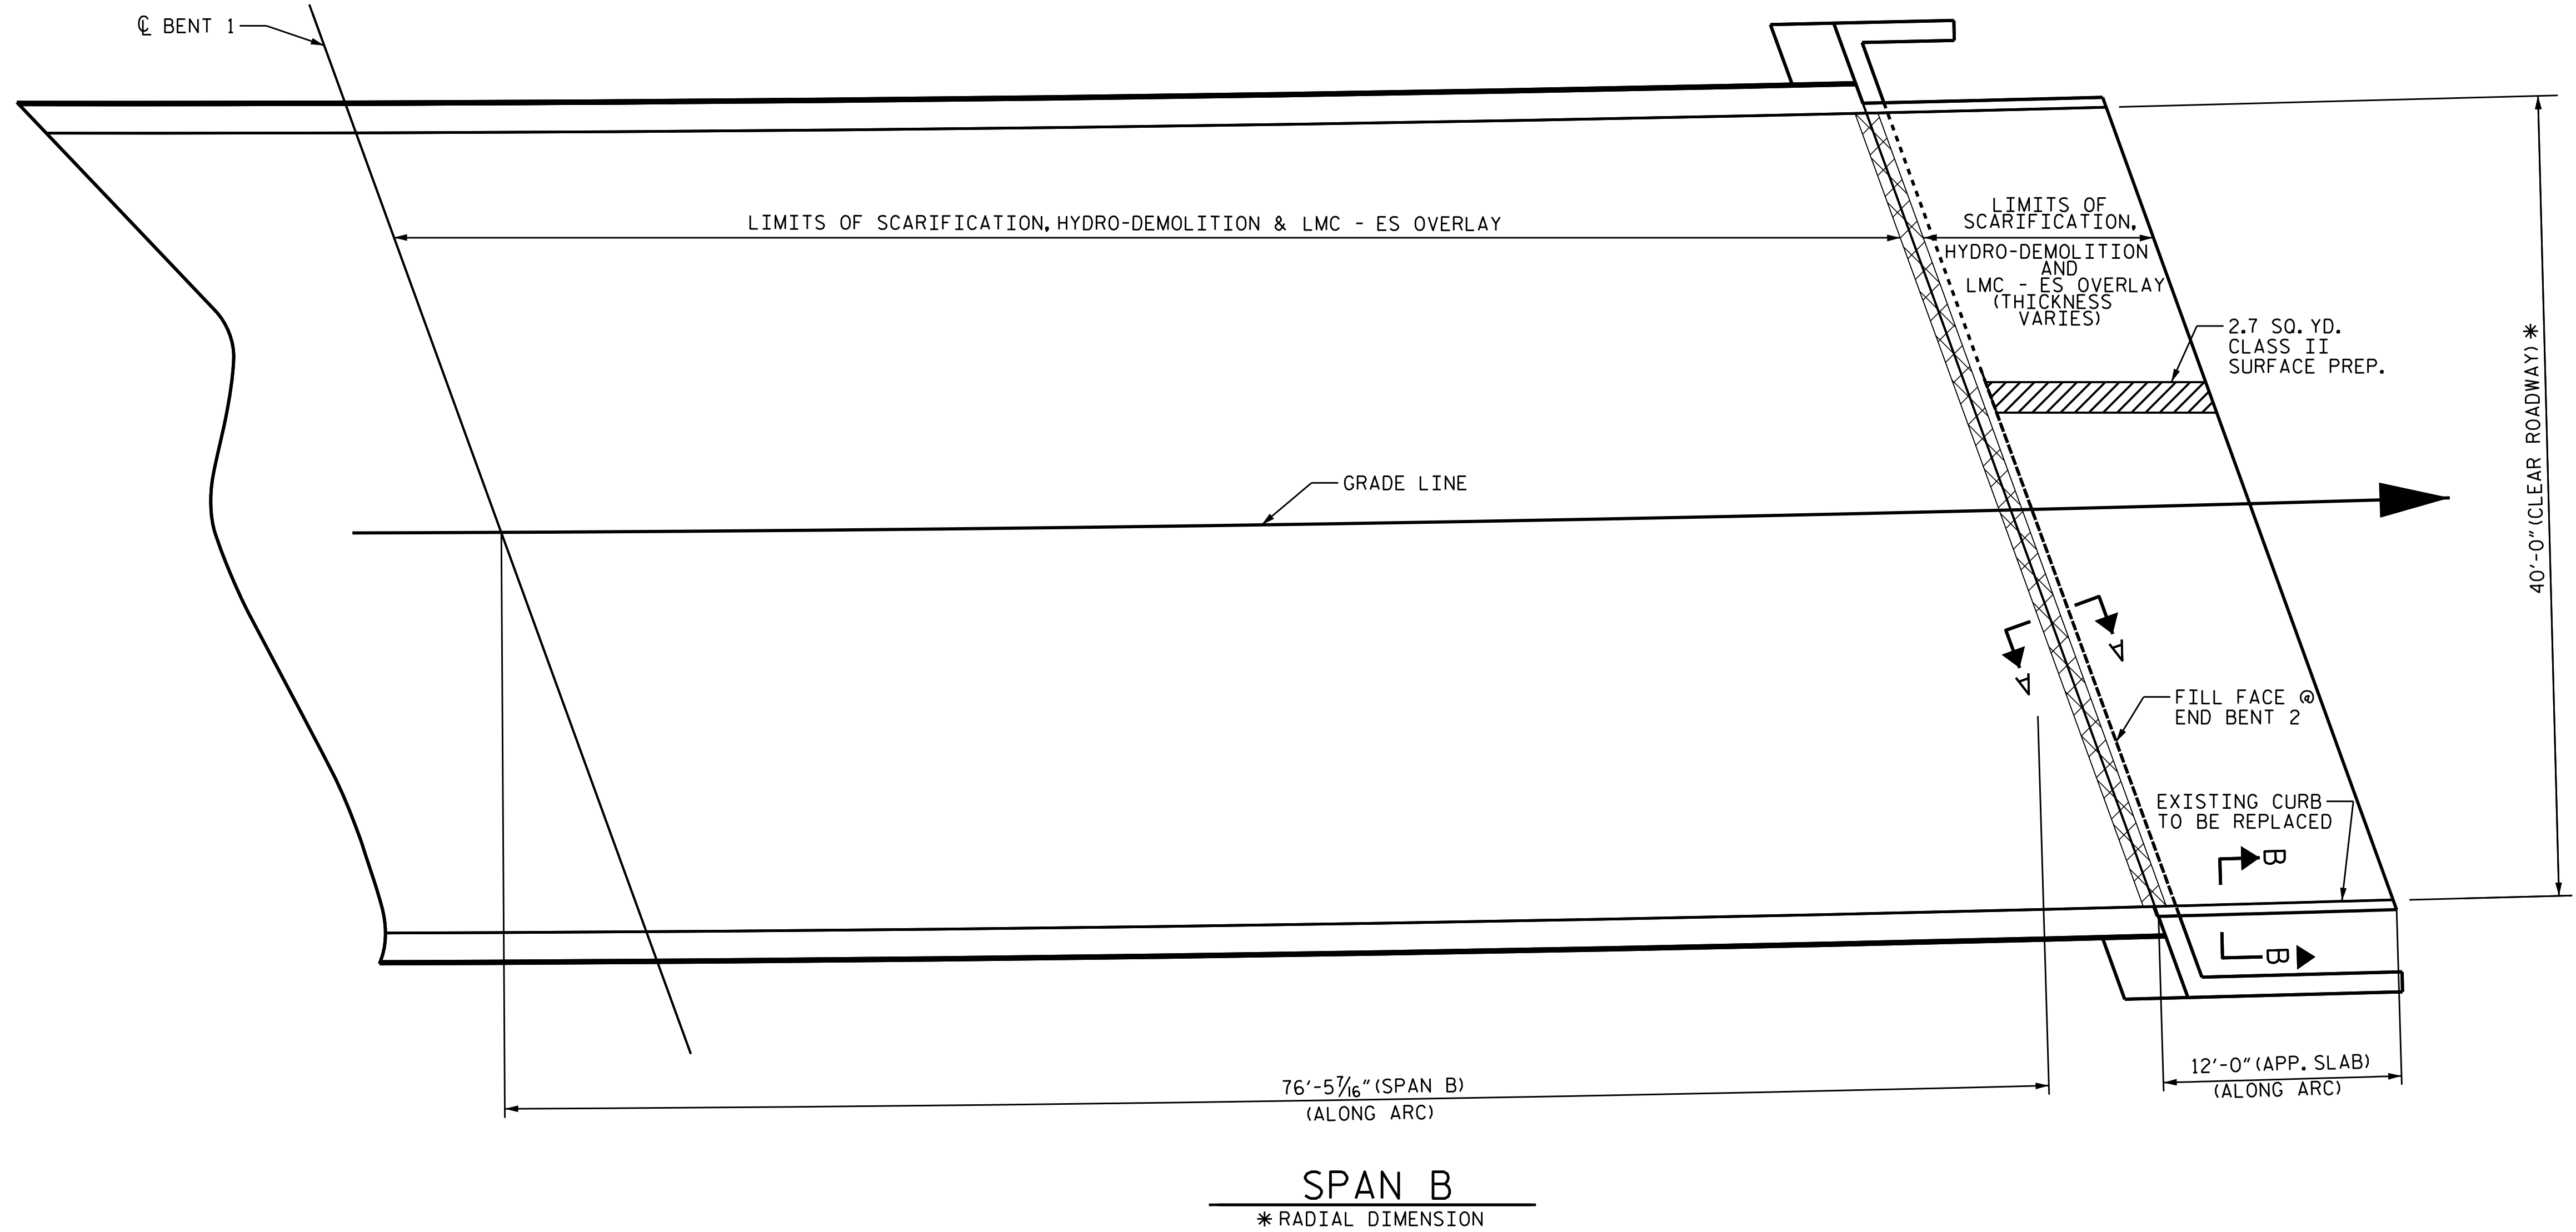 ℄ BENT 1
LIMITS OF SCARIFICATION, HYDRO-DEMOLITION & LMC - ES OVERLAY
LIMITS OF
SCARIFICATION,
HYDRO-DEMOLITION
AND
LMC - ES OVERLAY
(THICKNESS
VARIES)
2.7 SQ. YD.
CLASS II
SURFACE PREP.
40'-0" (CLEAR ROADWAY) *
GRADE LINE
A
A
FILL FACE @
END BENT 2
EXISTING CURB
TO BE REPLACED
B
B
76'-5 7/16" (SPAN B)
(ALONG ARC)
12'-0" (APP. SLAB)
(ALONG ARC)
SPAN B
* RADIAL DIMENSION